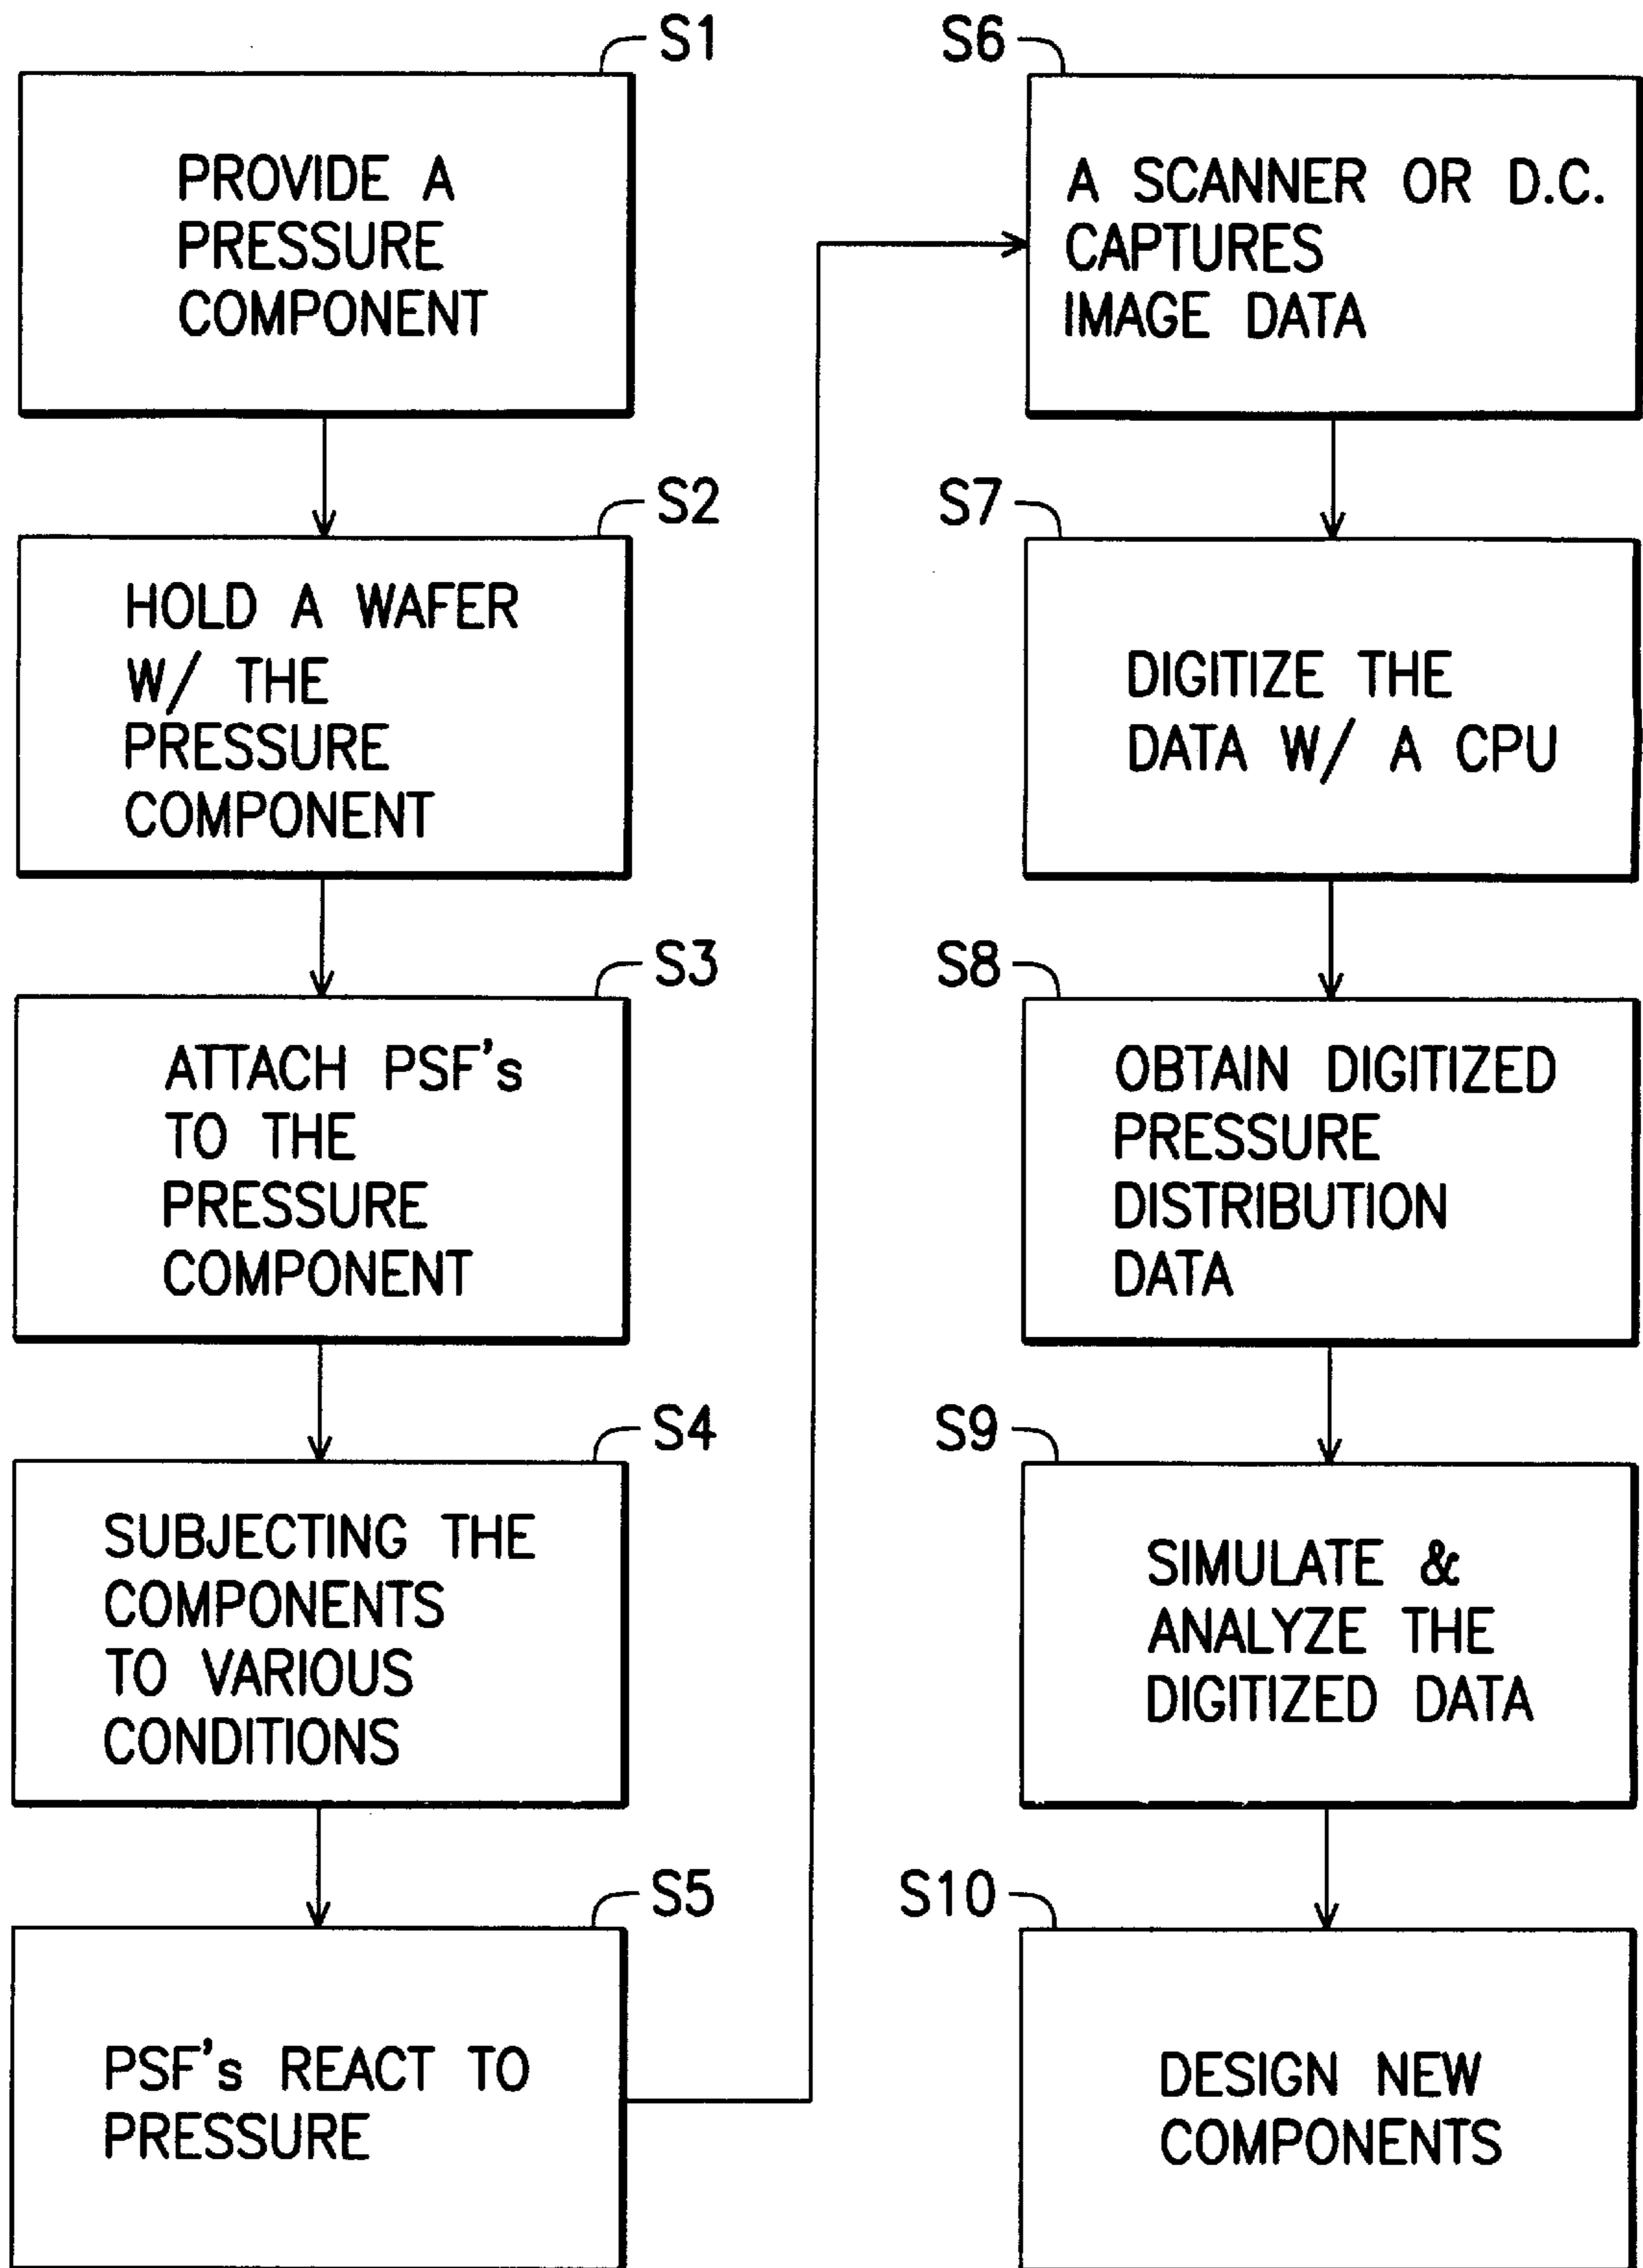 S1
PROVIDE A
PRESSURE
COMPONENT
S2
HOLD A WAFER
W/ THE
PRESSURE
COMPONENT
S3
ATTACH PSF's
TO THE
PRESSURE
COMPONENT
S4
SUBJECTING THE
COMPONENTS
TO VARIOUS
CONDITIONS
S5
PSF's REACT TO
PRESSURE
S6
A SCANNER OR D.C.
CAPTURES
IMAGE DATA
S7
DIGITIZE THE
DATA W/ A CPU
S8
OBTAIN DIGITIZED
PRESSURE
DISTRIBUTION
DATA
S9
SIMULATE &
ANALYZE THE
DIGITIZED DATA
S10
DESIGN NEW
COMPONENTS